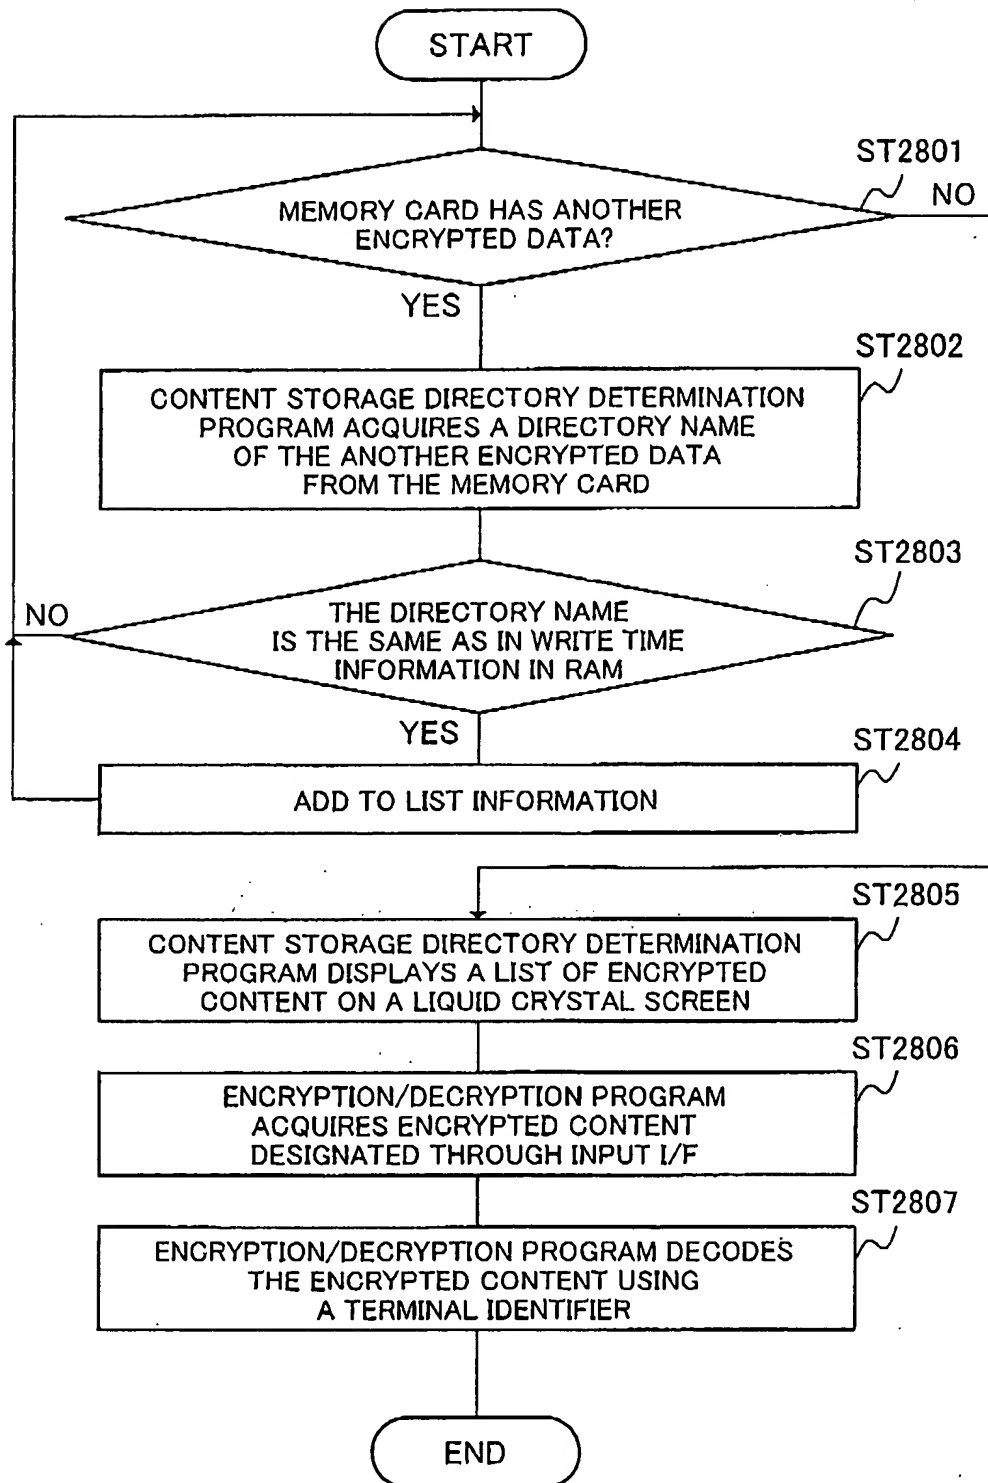 START
ST2801
NO
MEMORY CARD HAS ANOTHER
ENCRYPTED DATA?
YES
ST2802
CONTENT STORAGE DIRECTORY DETERMINATION
PROGRAM ACQUIRES A DIRECTORY NAME
OF THE ANOTHER ENCRYPTED DATA
FROM THE MEMORY CARD
ST2803
NO
THE DIRECTORY NAME
IS THE SAME AS IN WRITE TIME
INFORMATION IN RAM
YES
ST2804
ADD TO LIST INFORMATION
ST2805
CONTENT STORAGE DIRECTORY DETERMINATION
PROGRAM DISPLAYS A LIST OF ENCRYPTED
CONTENT ON A LIQUID CRYSTAL SCREEN
ST2806
ENCRYPTION/DECRYPTION PROGRAM
ACQUIRES ENCRYPTED CONTENT
DESIGNATED THROUGH INPUT I/F
ST2807
ENCRYPTION/DECRYPTION PROGRAM DECODES
THE ENCRYPTED CONTENT USING
A TERMINAL IDENTIFIER
END